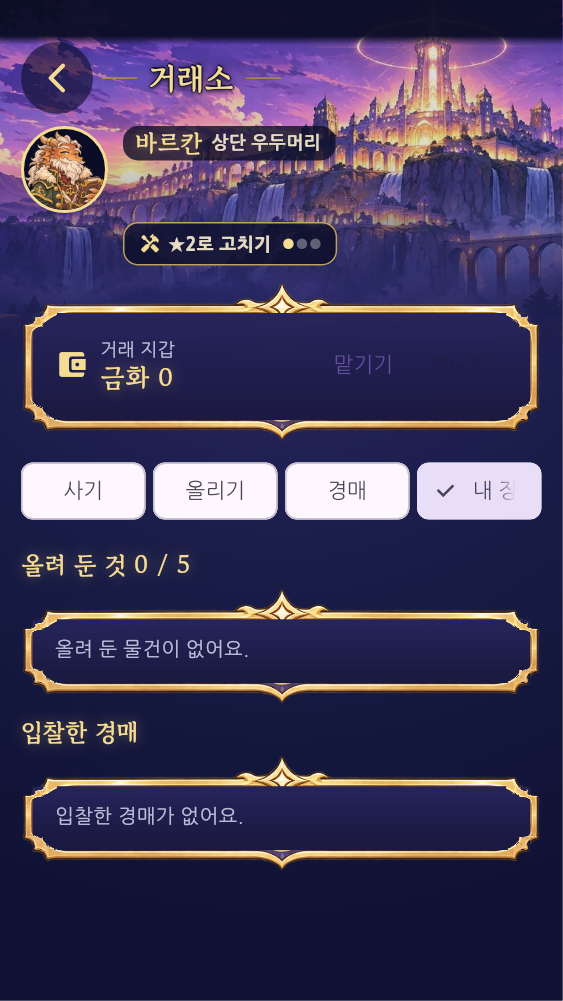 거래소
바르칸 상단 우두머리
★2로 고치기
거래 지갑
금화 0
맡기기
사기
올리기
경매
내
올려 둔 것 0 / 5
올려 둔 물건이 없어요.
입찰한 경매
입찰한 경매가 없어요.